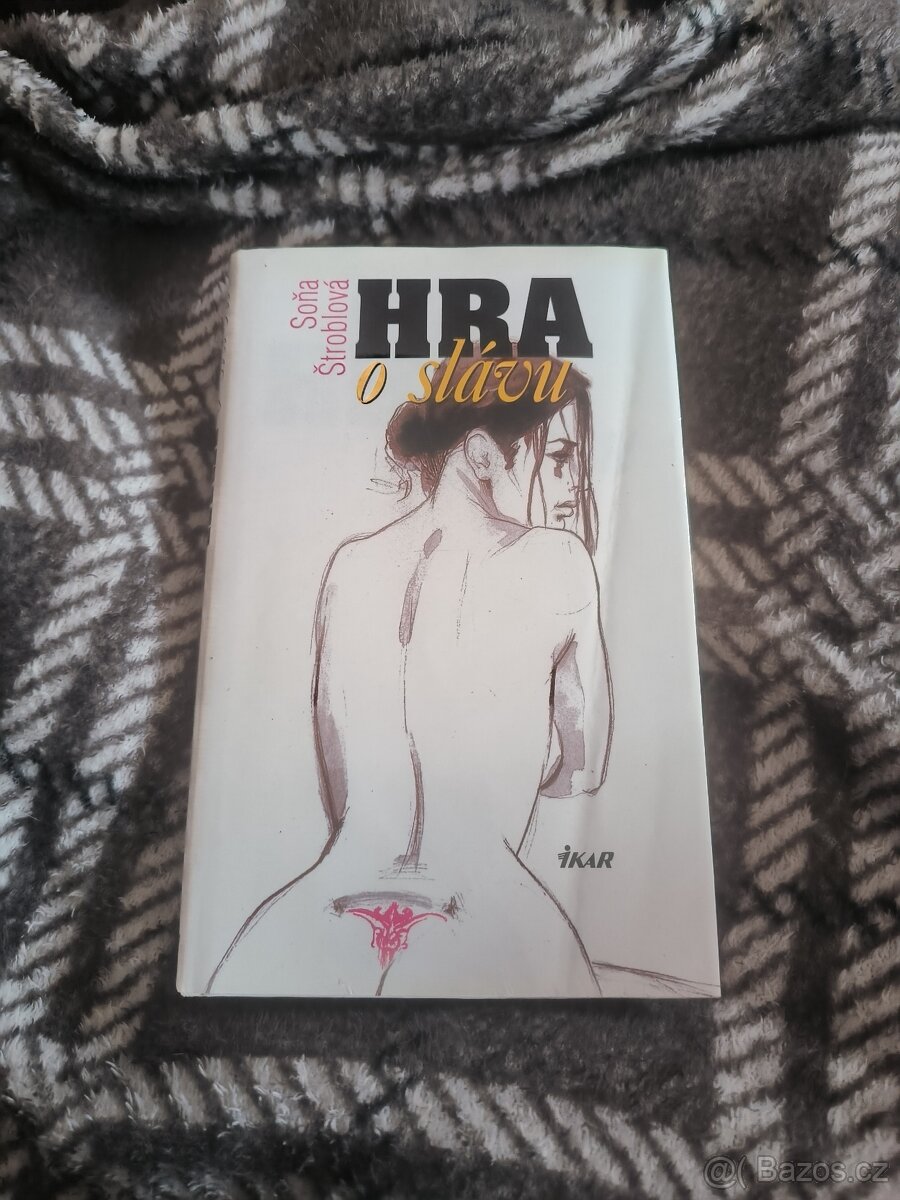 Soňa
Štroblová
HRA
o slávu
iKAR
@( Bazos.cz